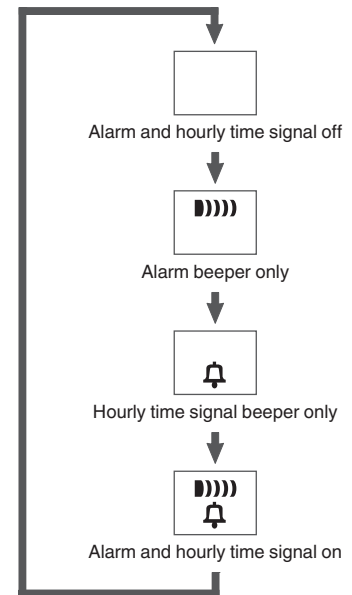 Alarm and hourly time signal off
Alarm beeper only
Hourly time signal beeper only
Alarm and hourly time signal on